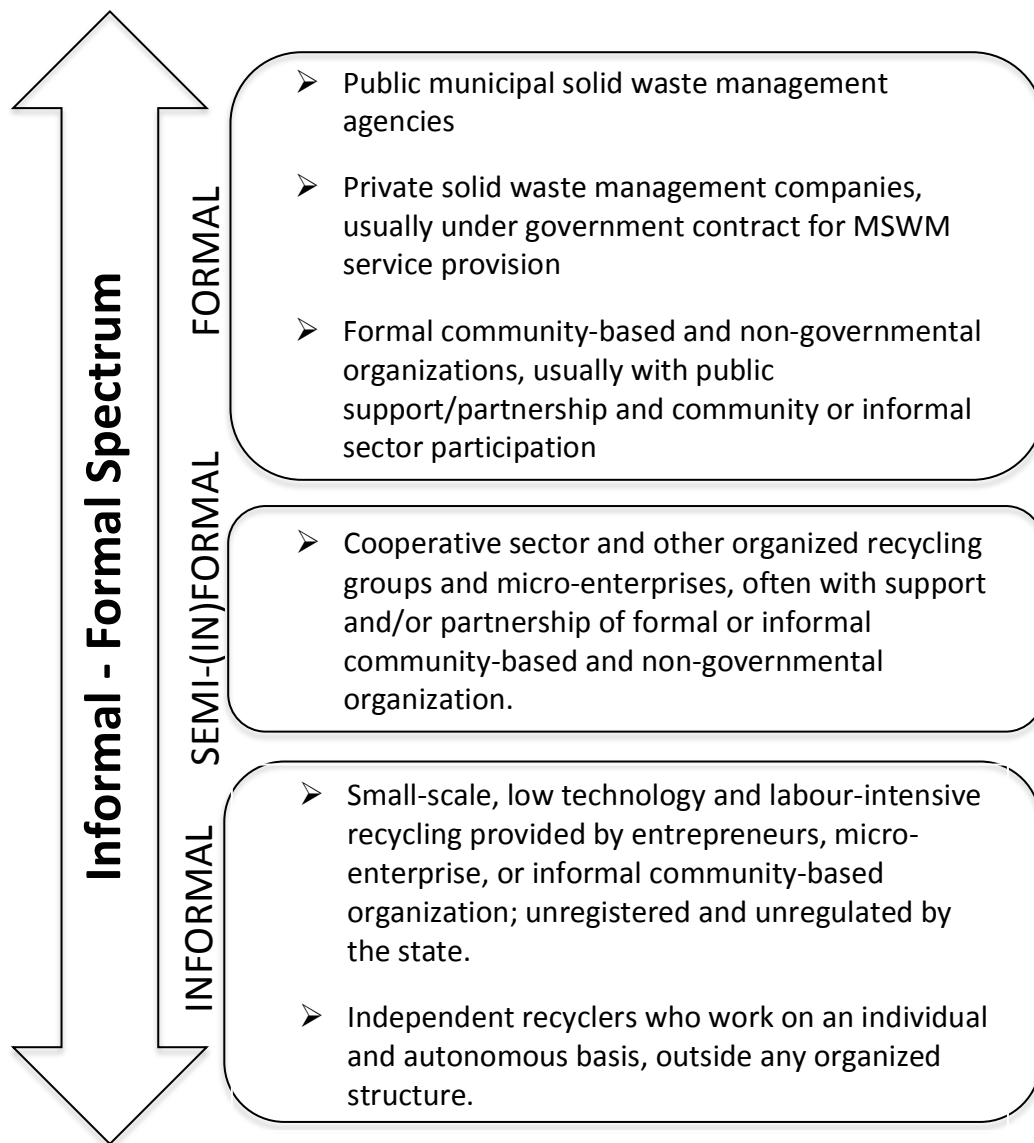 Informal - Formal Spectrum
FORMAL
➢ Public municipal solid waste management
agencies
➢ Private solid waste management companies,
usually under government contract for MSWM
service provision
➢ Formal community-based and non-governmental
organizations, usually with public
support/partnership and community or informal
sector participation
SEMI-(IN)FORMAL
➢ Cooperative sector and other organized recycling
groups and micro-enterprises, often with support
and/or partnership of formal or informal
community-based and non-governmental
organization.
INFORMAL
➢ Small-scale, low technology and labour-intensive
recycling provided by entrepreneurs, micro-
enterprise, or informal community-based
organization; unregistered and unregulated by
the state.
➢ Independent recyclers who work on an individual
and autonomous basis, outside any organized
structure.